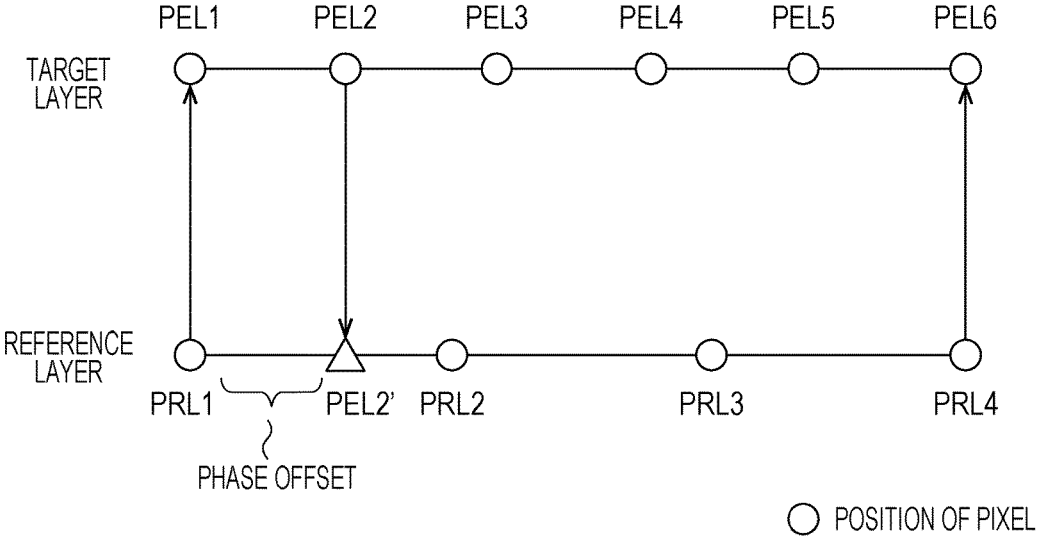 PEL1 PEL2 PEL3 PEL4 PEL5 PEL6
TARGET
LAYER
REFERENCE
LAYER
PRL1 PEL2' PRL2 PRL3 PRL4
PHASE OFFSET
POSITION OF PIXEL